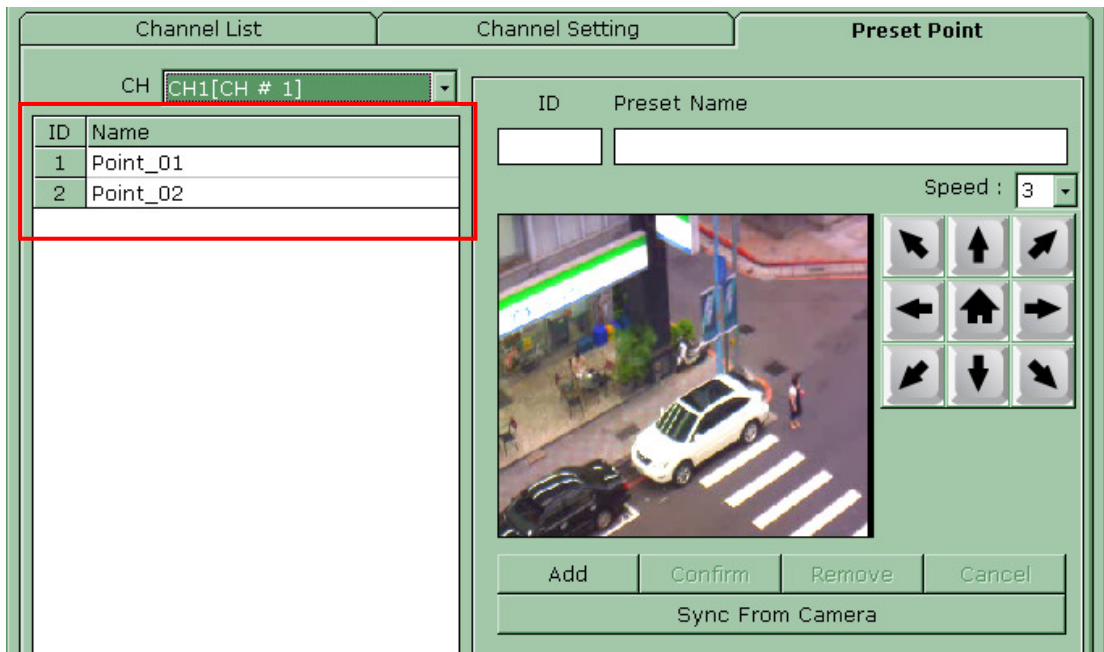 Channel List
Channel Setting
Preset Point
CH CH1[CH # 1]
ID Name
1 Point_01
2 Point_02
ID Preset Name
Speed : 3
Add Confirm Remove Cancel
Sync From Camera